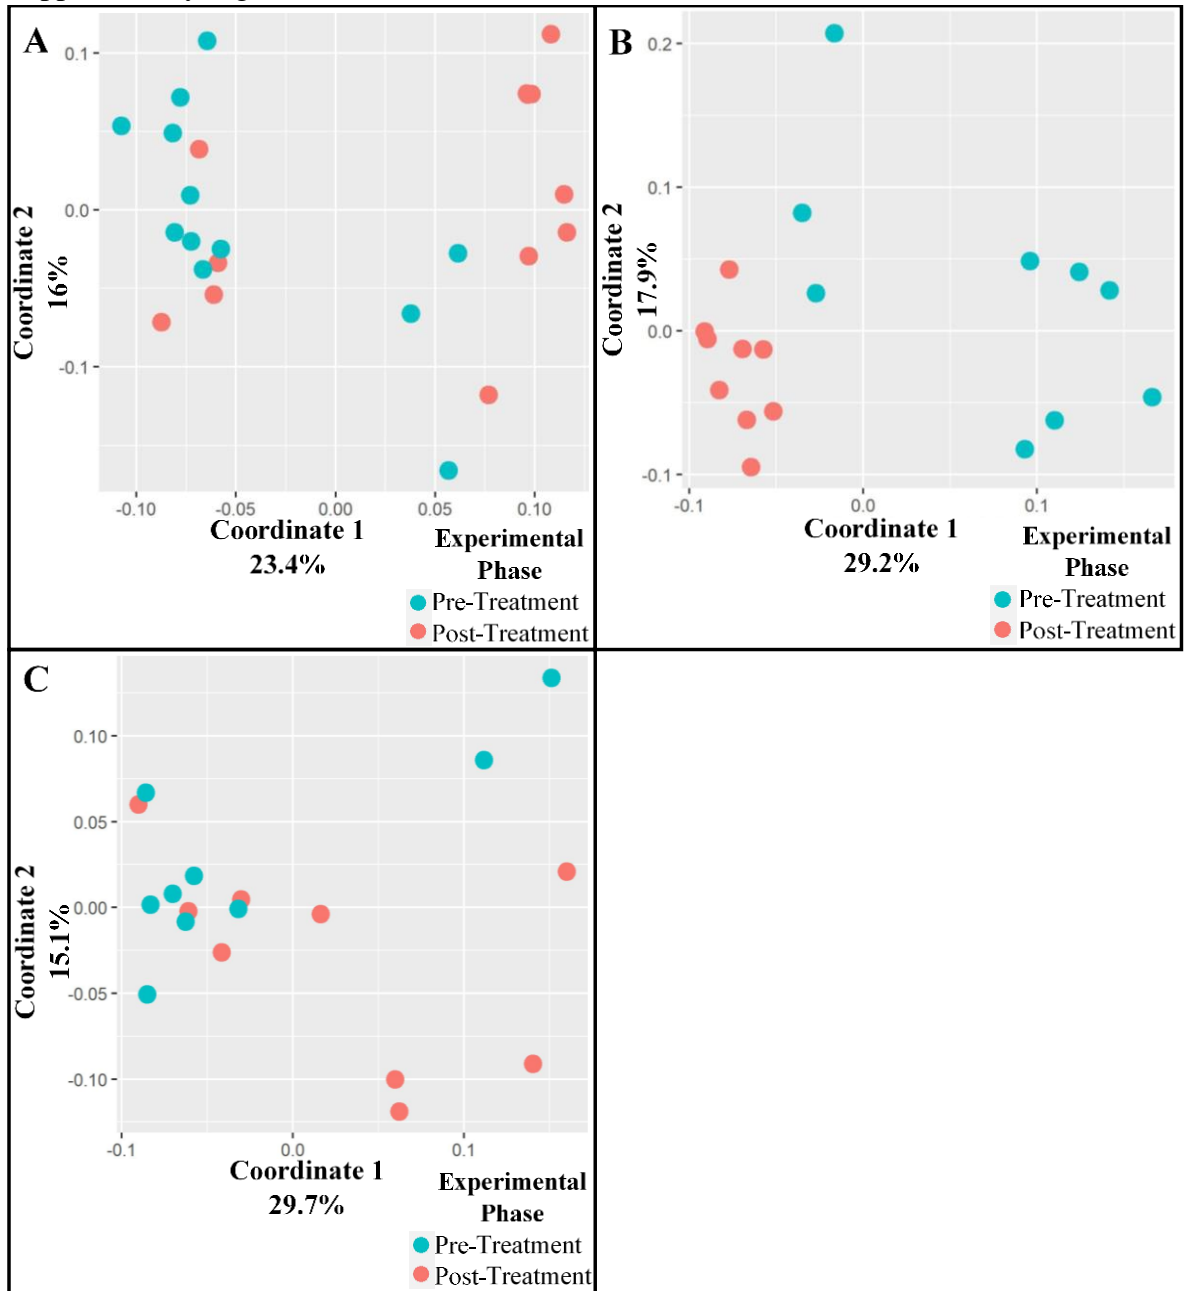 A
0.1
0.0
-0.1
Coordinate 2
16%
-0.10
-0.05
0.00
0.05
0.10
Coordinate 1
23.4%
Experimental
Phase
Pre-Treatment
Post-Treatment
B
0.2
0.1
0.0
-0.1
Coordinate 2
17.9%
-0.1
0.0
0.1
Coordinate 1
29.2%
Experimental
Phase
Pre-Treatment
Post-Treatment
C
0.10
0.05
0.00
-0.05
-0.10
Coordinate 2
15.1%
-0.1
0.0
0.1
Coordinate 1
29.7%
Experimental
Phase
Pre-Treatment
Post-Treatment